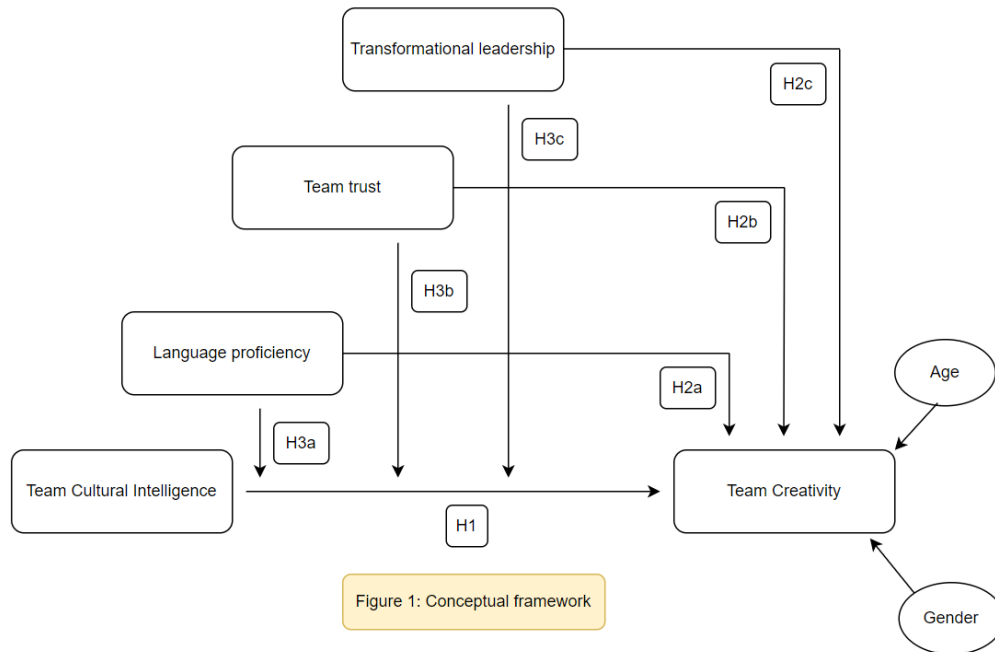 Transformational leadership
H2c
H3c
Team trust
H2b
H3b
Language proficiency
Age
H2a
H3a
Team Cultural Intelligence
Team Creativity
H1
Figure 1: Conceptual framework
Gender